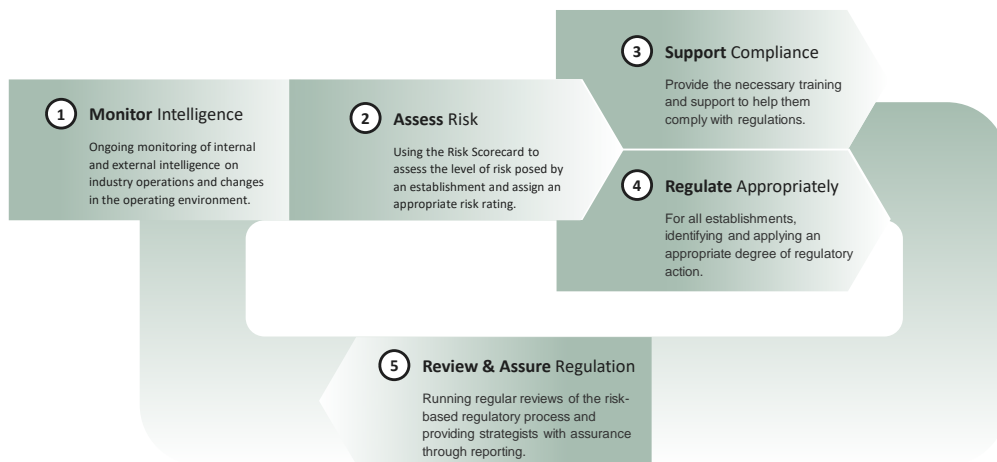 1
Monitor Intelligence
Ongoing monitoring of internal
and external intelligence on
industry operations and changes
in the operating environment.
2
Assess Risk
Using the Risk Scorecard to
assess the level of risk posed by
an establishment and assign an
appropriate risk rating.
3
Support Compliance
Provide the necessary training
and support to help them
comply with regulations.
4
Regulate Appropriately
For all establishments,
identifying and applying an
appropriate degree of regulatory
action.
5
Review & Assure Regulation
Running regular reviews of the risk-
based regulatory process and
providing strategists with assurance
through reporting.